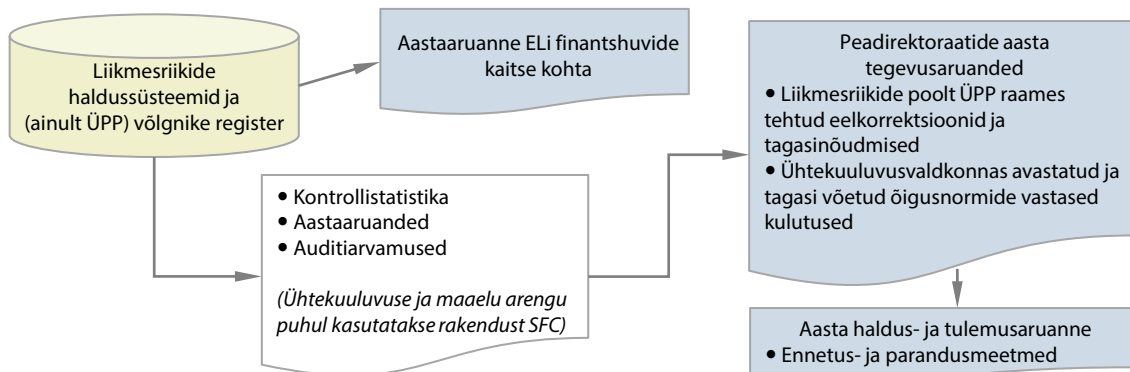 Liikmesriikide
haldussüsteemid ja
(ainult ÜPP) võlgnike register
Aastaaruanne ELi finantshuvide
kaitse kohta
• Kontrollistatistika
• Aastaaruanded
• Auditiarvamused
(Ühtekuuluvuse ja maaelu arengu
puhul kasutatakse rakendust SFC)
Peadirektoraatide aasta
tegevusaruanded
• Liikmesriikide poolt ÜPP raames
tehtud eelkorrektsioonid ja
tagasinõudmised
• Ühtekuuluvusvaldkonnas avastatud ja
tagasi võetud õigusnormide vastased
kulutused
Aasta haldus- ja tulemusaruanne
• Ennetus- ja parandusmeetmed